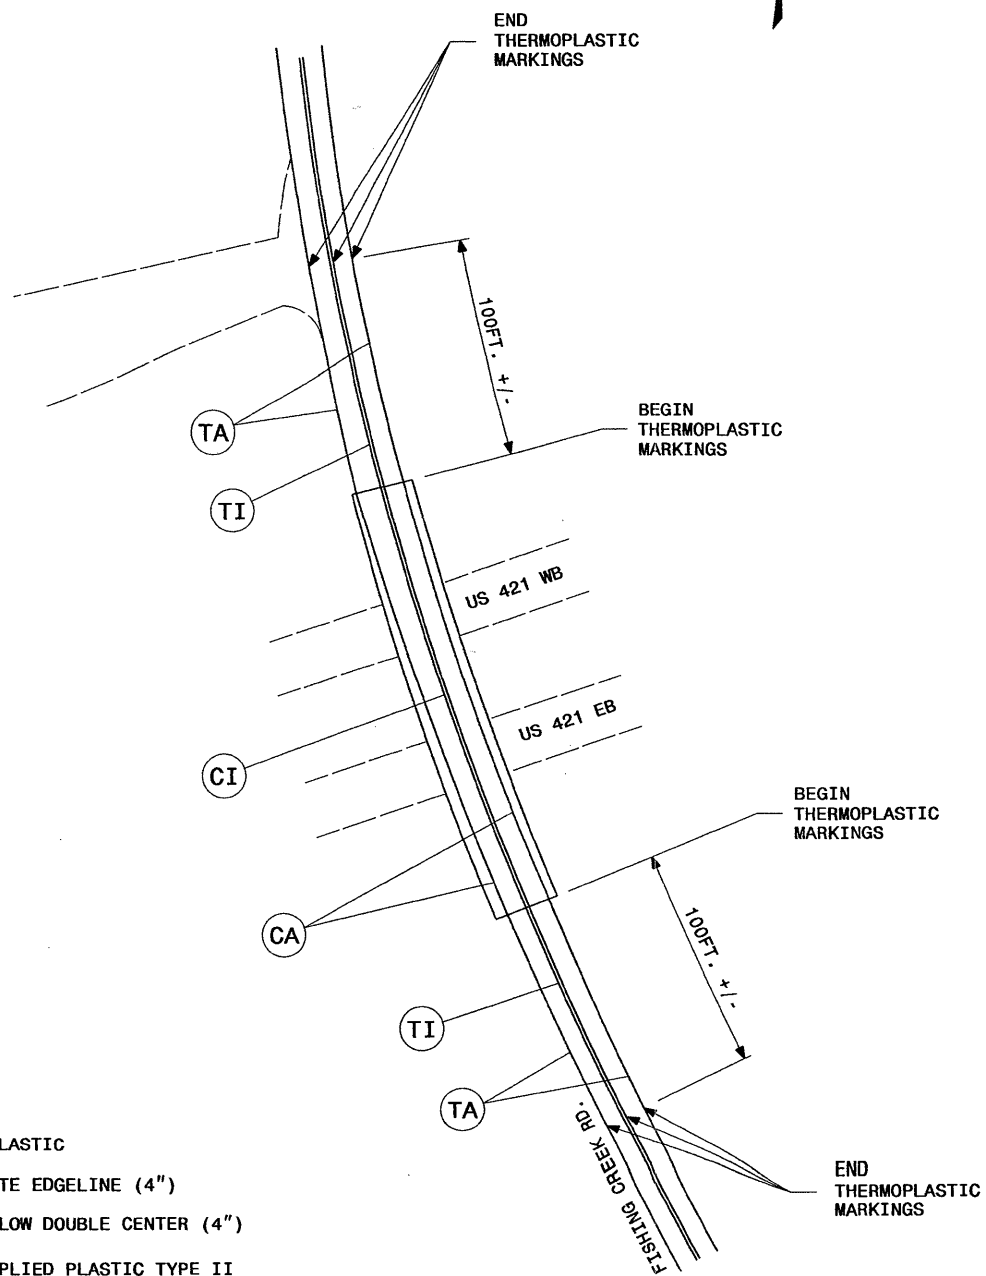 END
THERMOPLASTIC
MARKINGS
100FT. +/-
BEGIN
THERMOPLASTIC
MARKINGS
TA
TI
US 421 WB
US 421 EB
CI
BEGIN
THERMOPLASTIC
MARKINGS
CA
100FT. +/-
TI
TA
FISHING CREEK RD.
END
THERMOPLASTIC
MARKINGS
LASTIC
TE EDGELINE (4")
LOW DOUBLE CENTER (4")
PLIED PLASTIC TYPE II